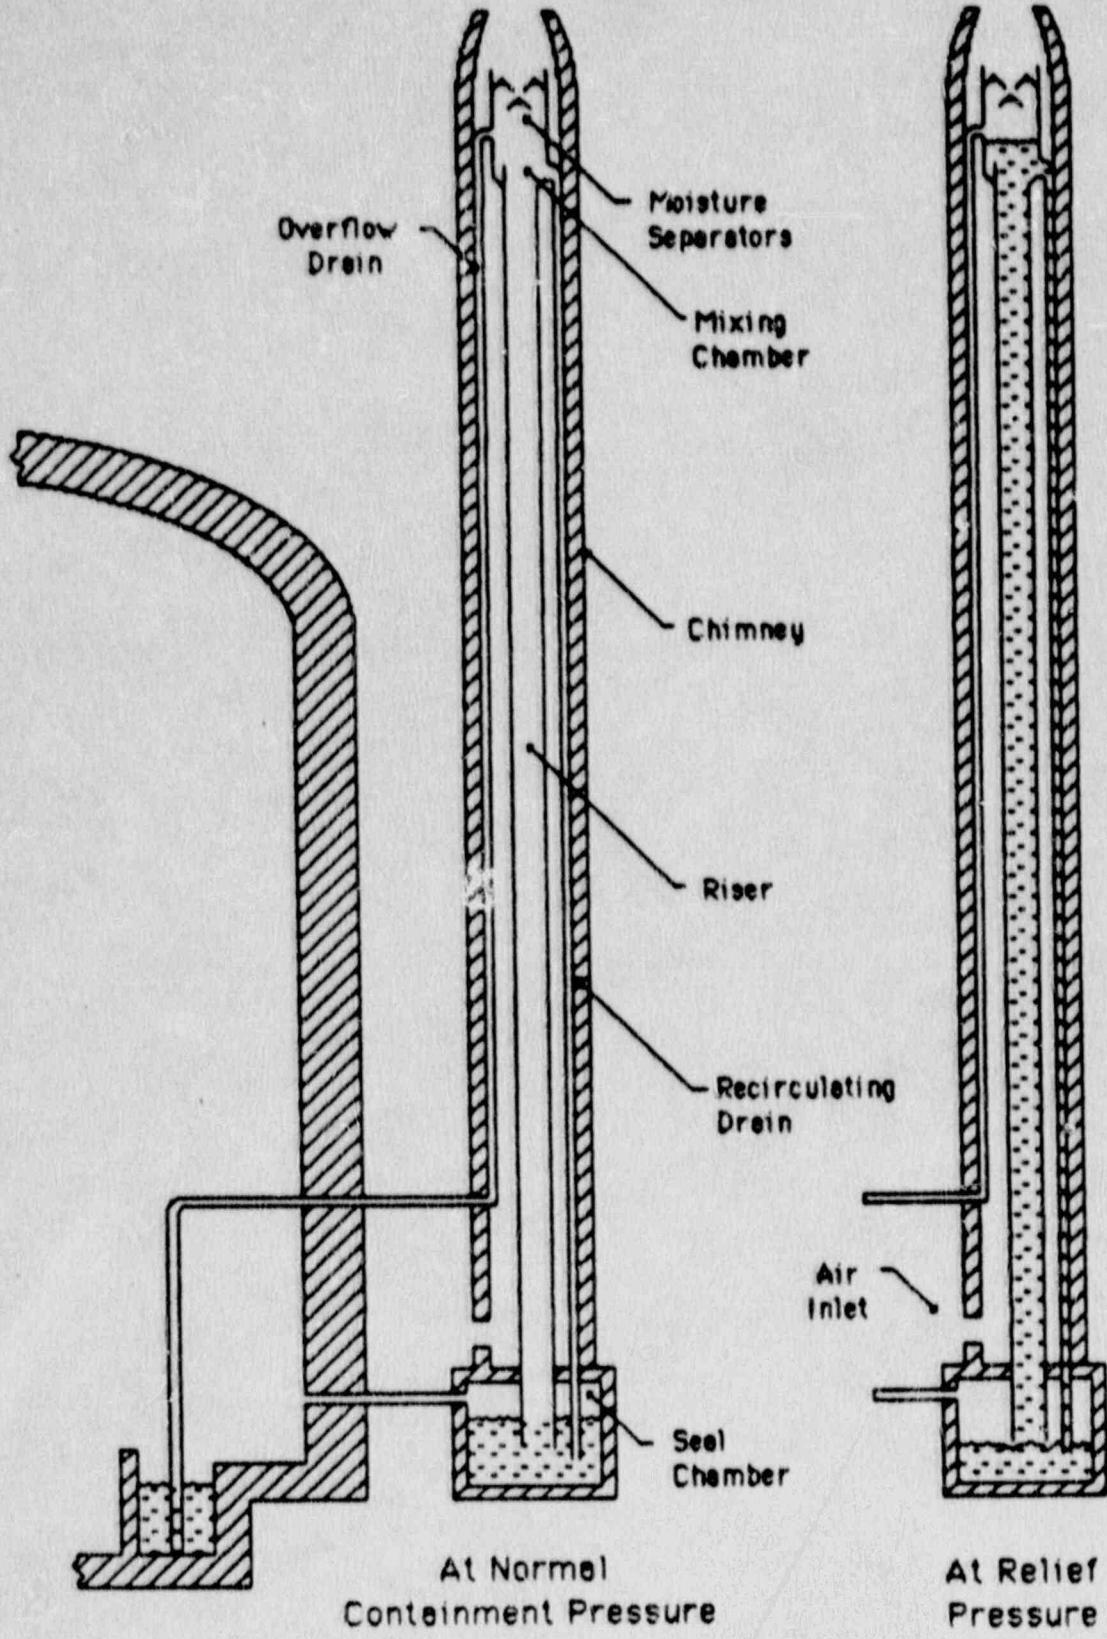 Overflow
Drain
Moisture
Separators
Mixing
Chamber
Chimney
Riser
Recirculating
Drain
Air
Inlet
Seal
Chamber
At Normal
Containment Pressure
At Relief
Pressure